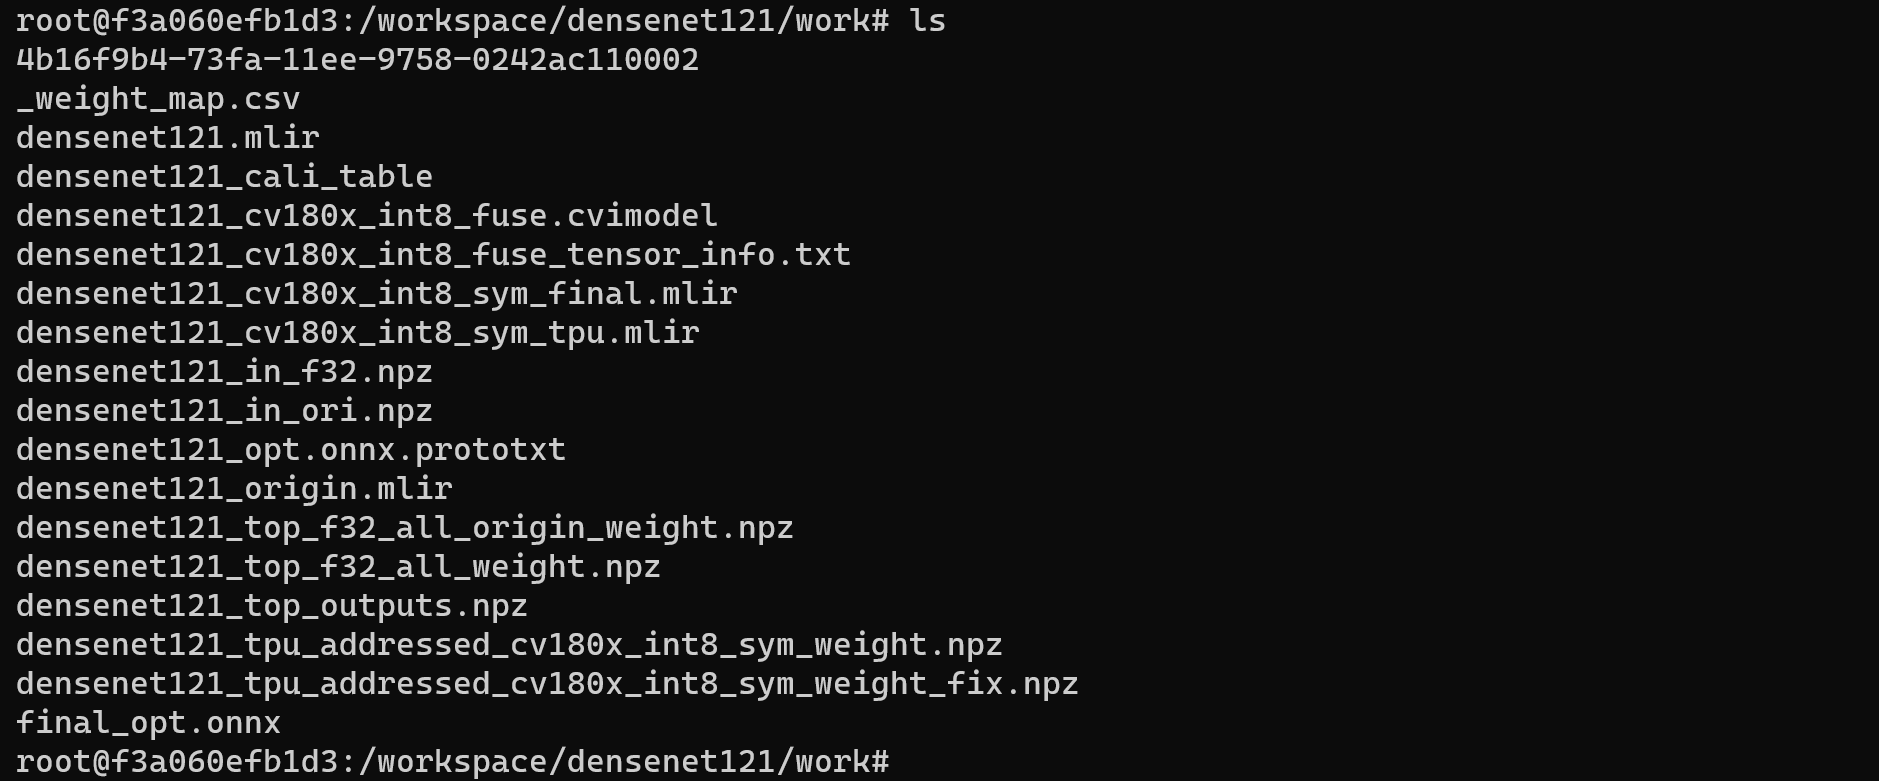 root@f3a060efb1d3:/workspace/densenet121/work# ls
4b16f9b4-73fa-11ee-9758-0242ac110002
_weight_map.csv
densenet121.mlir
densenet121_cali_table
densenet121_cv180x_int8_fuse.cvimodel
densenet121_cv180x_int8_fuse_tensor_info.txt
densenet121_cv180x_int8_sym_final.mlir
densenet121_cv180x_int8_sym_tpu.mlir
densenet121_in_f32.npz
densenet121_in_ori.npz
densenet121_opt.onnx.prototxt
densenet121_origin.mlir
densenet121_top_f32_all_origin_weight.npz
densenet121_top_f32_all_weight.npz
densenet121_top_outputs.npz
densenet121_tpu_addressed_cv180x_int8_sym_weight.npz
densenet121_tpu_addressed_cv180x_int8_sym_weight_fix.npz
final_opt.onnx
root@f3a060efb1d3:/workspace/densenet121/work#